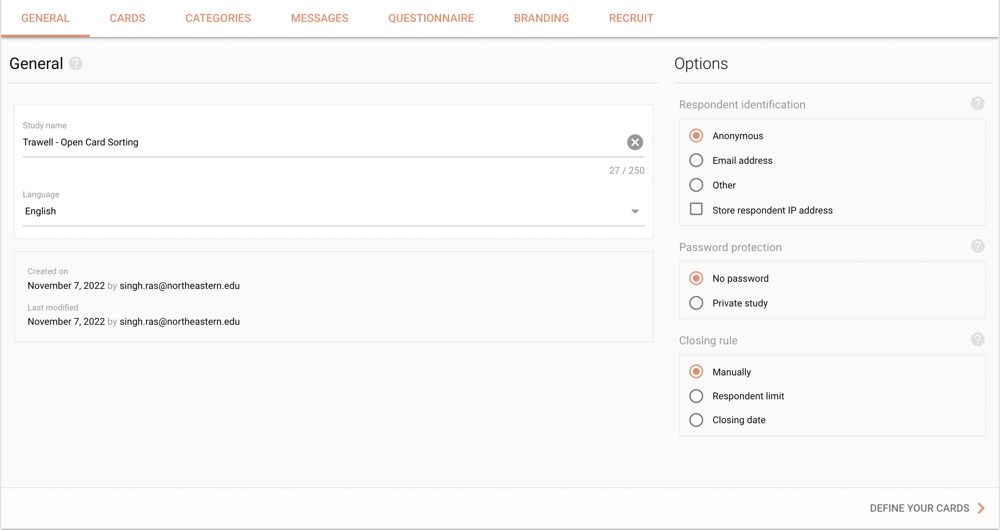 GENERAL CARDS CATEGORIES MESSAGES QUESTIONNAIRE BRANDING RECRUIT
General ?
Study name
Trawell - Open Card Sorting
27 / 250
Language
English
Created on
November 7, 2022 by singh.ras@northeastern.edu
Last modified
November 7, 2022 by singh.ras@northeastern.edu
Options
Respondent identification ?
Anonymous
Email address
Other
Store respondent IP address
Password protection ?
No password
Private study
Closing rule ?
Manually
Respondent limit
Closing date
DEFINE YOUR CARDS